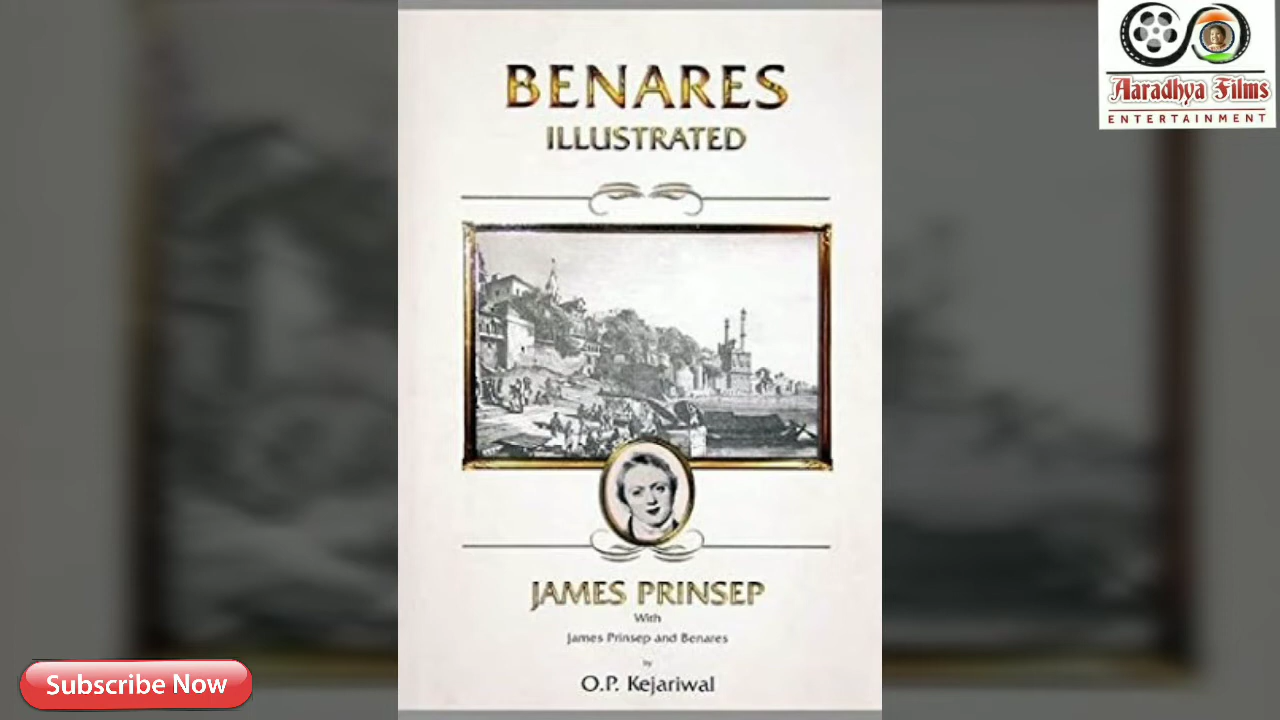 BENARES
ILLUSTRATED
JAMES PRINSEP
With
James Prinsep and Benares
by
O.P. Kejariwal
Aaradhya Films
ENTERTAINMENT
Subscribe Now